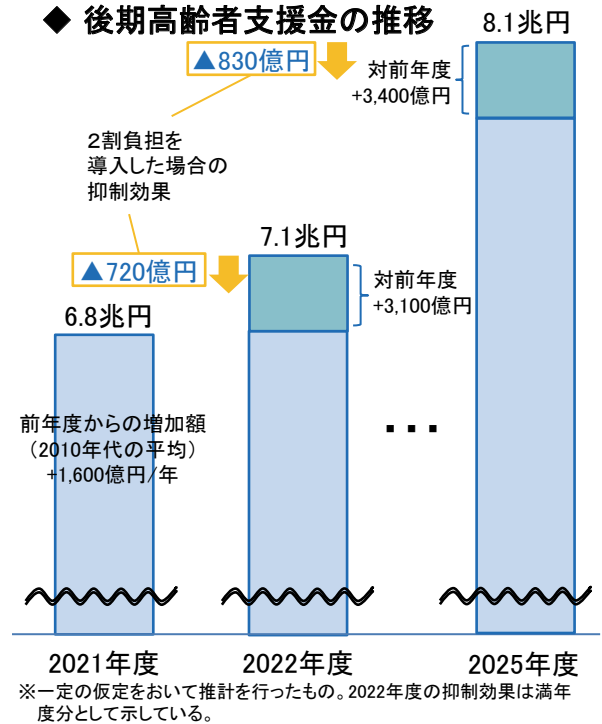 ◆ 後期高齢者支援金の推移
8.1兆円
▲830億円
対前年度
+3,400億円
2割負担を
導入した場合の
抑制効果
7.1兆円
▲720億円
対前年度
+3,100億円
6.8兆円
前年度からの増加額
（2010年代の平均）
+1,600億円/年
・・・
2021年度
2022年度
2025年度
※一定の仮定をおいて推計を行ったもの。2022年度の抑制効果は満年
度分として示している。